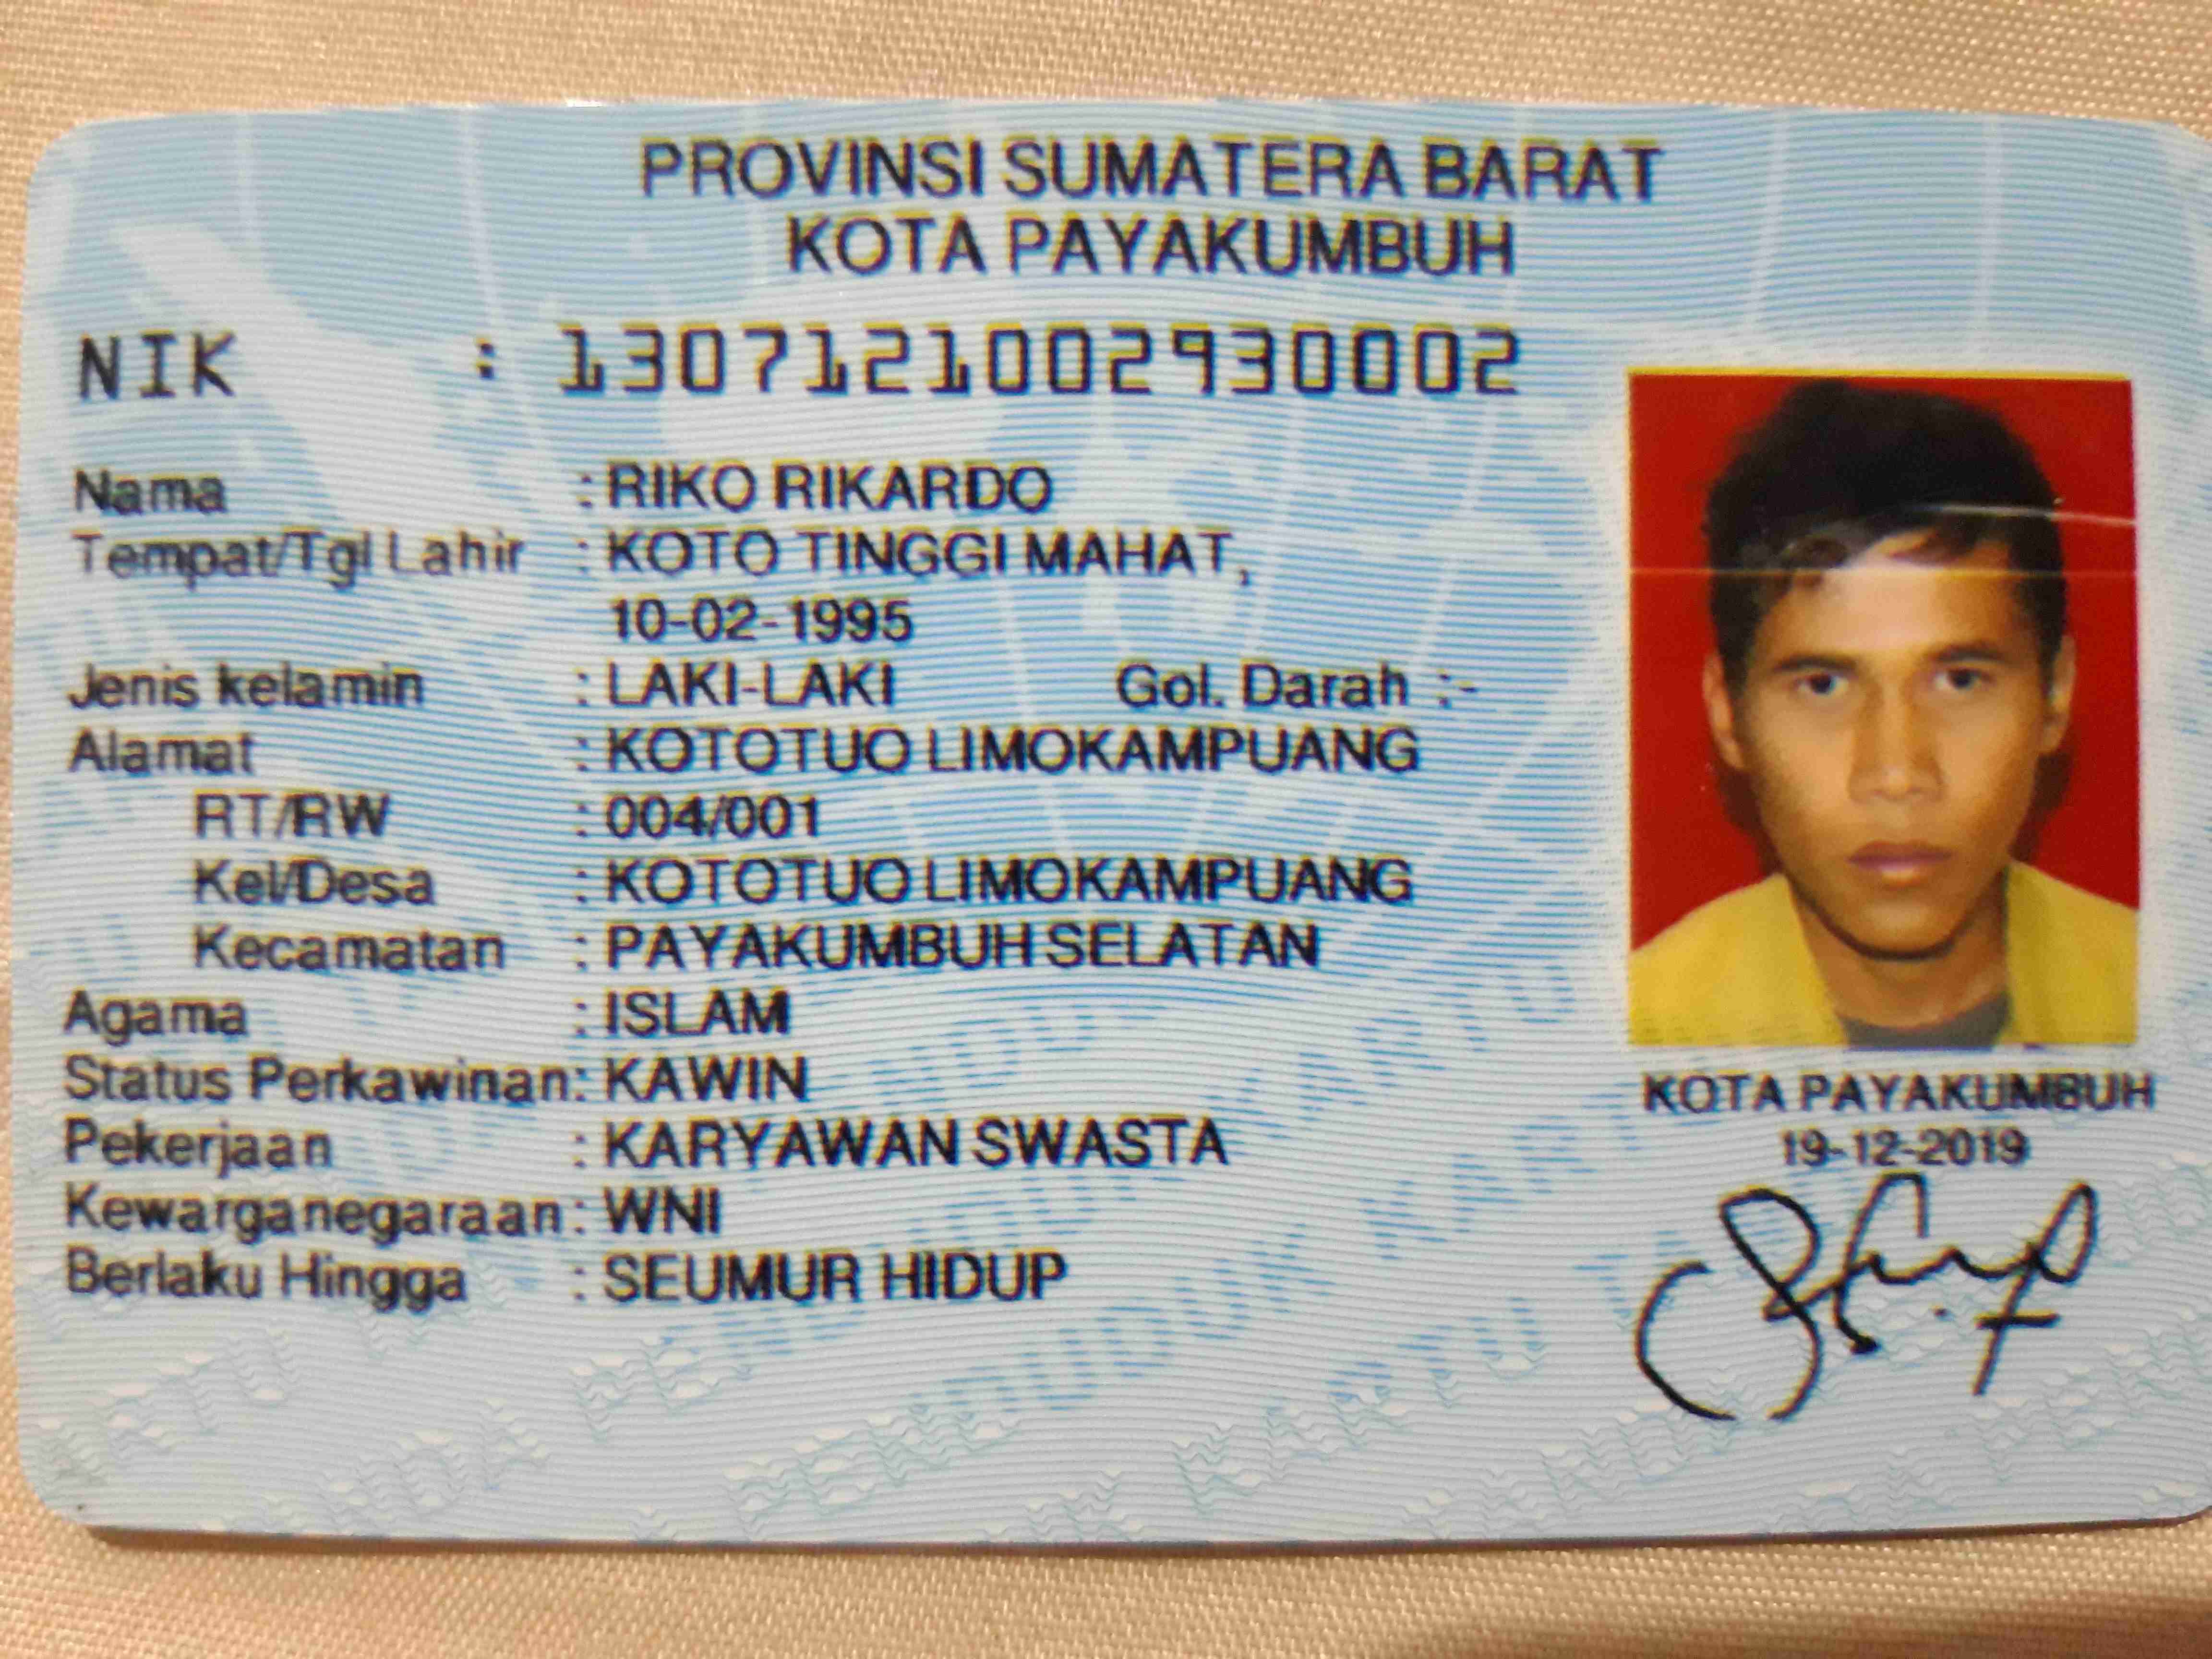 PROVINSI SUMATERA BARAT
KOTA PAYAKUMBUH
NIK : 1307121002930002
Nama : RIKO RIKARDO
Tempat/Tgl Lahir : KOTO TINGGI MAHAT,
10-02-1995
Jenis kelamin : LAKI-LAKI Gol. Darah :-
Alamat : KOTOTUO LIMOKAMPUANG
RT/RW : 004/001
Kel/Desa : KOTOTUO LIMOKAMPUANG
Kecamatan : PAYAKUMBUH SELATAN
Agama : ISLAM
Status Perkawinan: KAWIN
Pekerjaan : KARYAWAN SWASTA
Kewarganegaraan: WNI
Berlaku Hingga : SEUMUR HIDUP
KOTA PAYAKUMBUH
19-12-2019